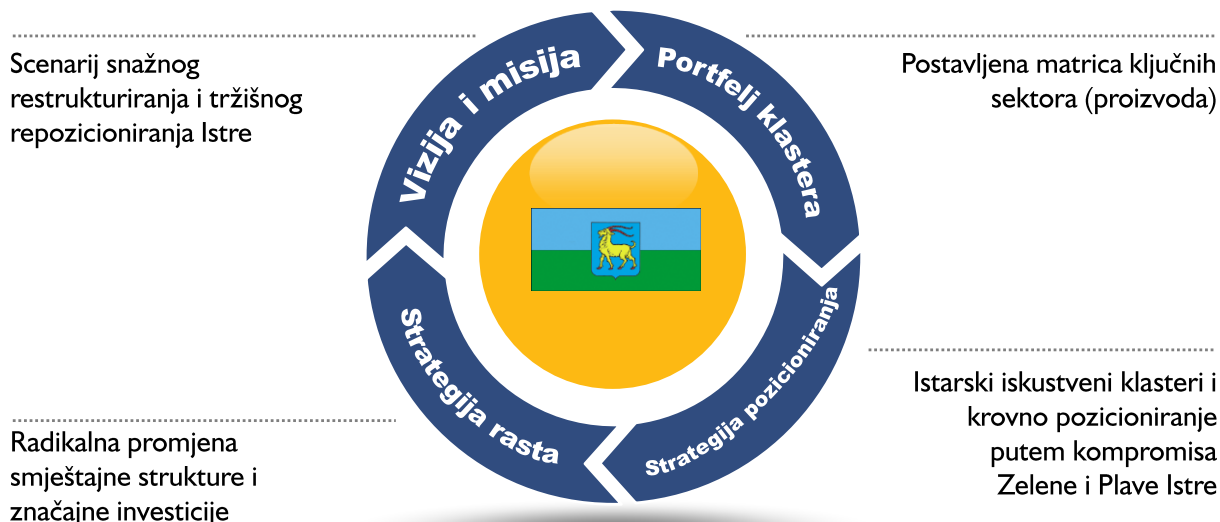 Vizija i misija
Scenarij snažnog
restrukturiranja i tržišnog
repozicioniranja Istre
Portfelj klastera
Postavljena matrica ključnih
sektora (proizvoda)
Strategija pozicioniranja
Istarski iskustveni klasteri i
krovno pozicioniranje
putem kompromisa
Zelene i Plave Istre
Strategija rasta
Radikalna promjena
smještajne strukture i
značajne investicije